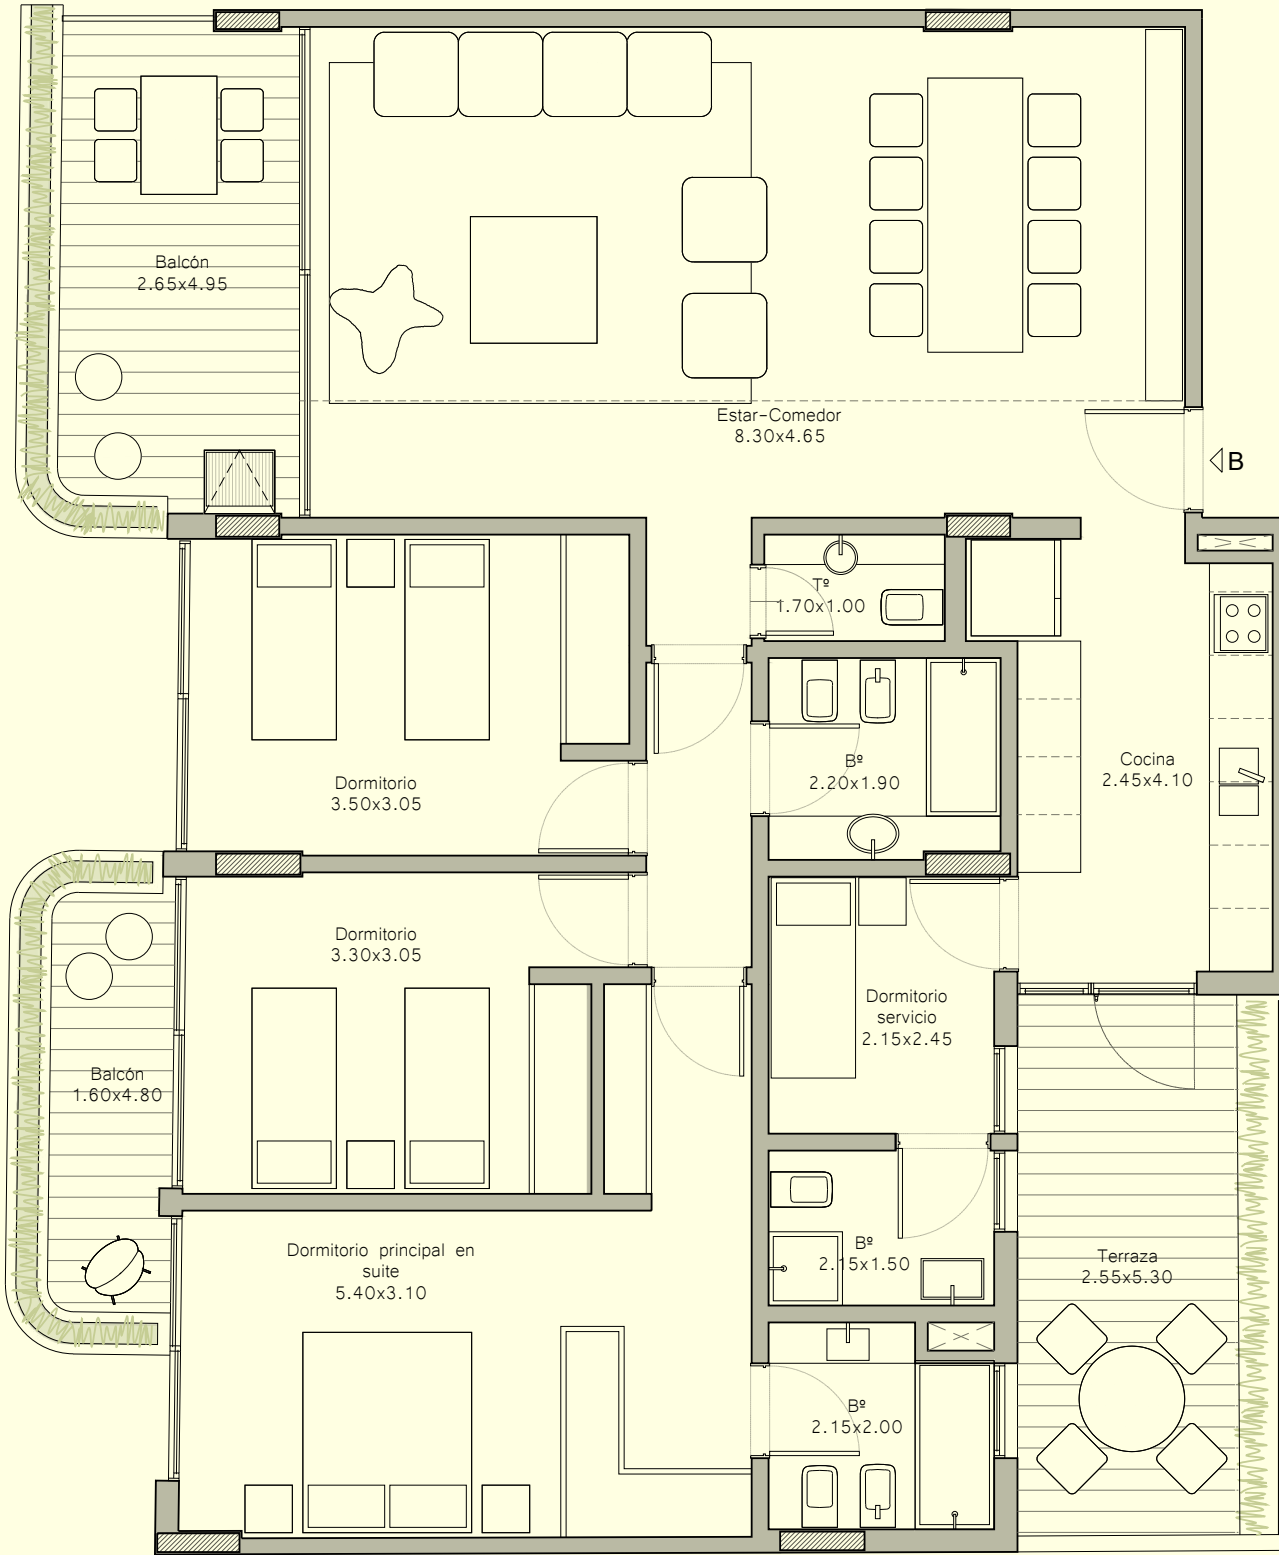 Balcón
2.65x4.95
Estar-Comedor
8.30x4.65
B
Tº
1.70x1.00
Dormitorio
3.50x3.05
Bº
2.20x1.90
Cocina
2.45x4.10
Dormitorio
3.30x3.05
Dormitorio
servicio
2.15x2.45
Balcón
1.60x4.80
Bº
2.15x1.50
Dormitorio principal en
suite
5.40x3.10
Terraza
2.55x5.30
Bº
2.15x2.00